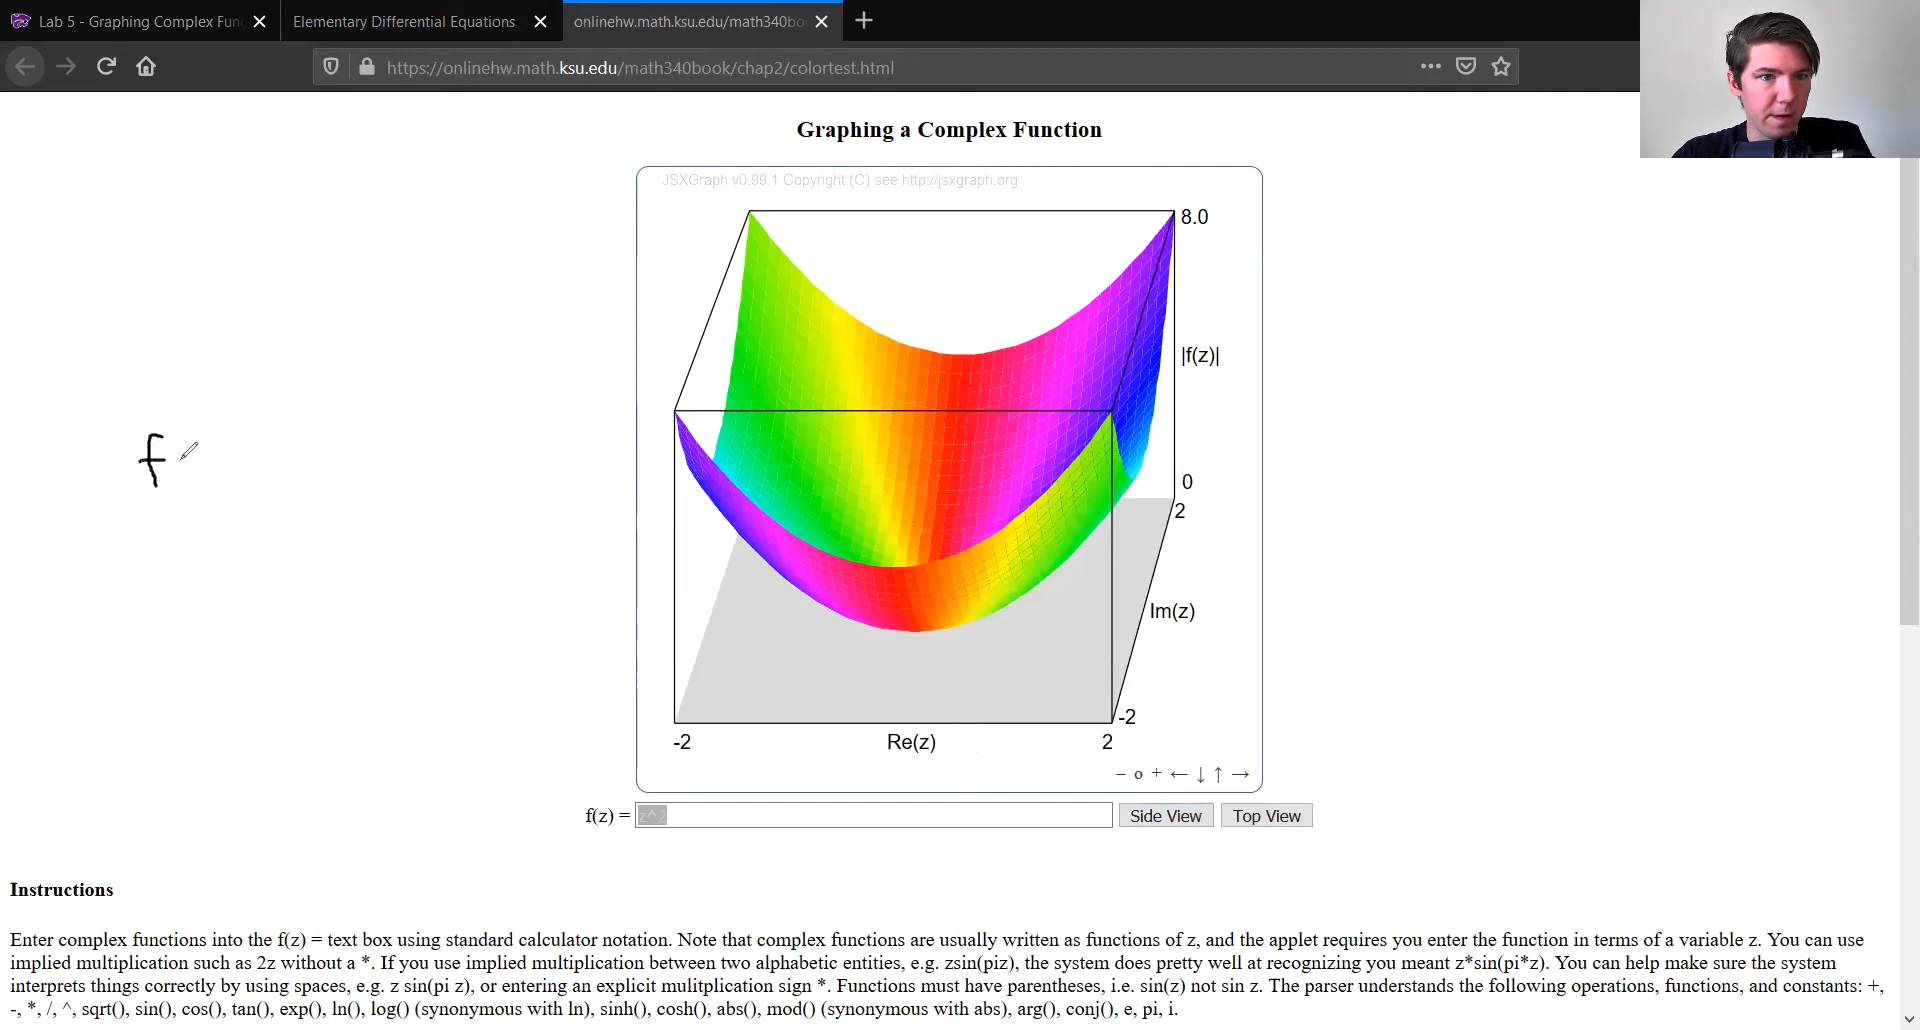 Lab 5 - Graphing Complex Fun
Elementary Differential Equations
onlinehw.math.ksu.edu/math340bo
https://onlinehw.math.ksu.edu/math340book/chap2/colortest.html
Graphing a Complex Function
JSXGraph v0.99.1 Copyright (C) see http://jsxgraph.org
8.0
|f(z)|
0
2
Im(z)
-2
-2
Re(z)
2
f
− o + ← ↓ ↑ →
f(z) = z^2 Side View Top View
Instructions
Enter complex functions into the f(z) = text box using standard calculator notation. Note that complex functions are usually written as functions of z, and the applet requires you enter the function in terms of a variable z. You can use
implied multiplication such as 2z without a *. If you use implied multiplication between two alphabetic entities, e.g. zsin(piz), the system does pretty well at recognizing you meant z*sin(pi*z). You can help make sure the system
interprets things correctly by using spaces, e.g. z sin(pi z), or entering an explicit mulitplication sign *. Functions must have parentheses, i.e. sin(z) not sin z. The parser understands the following operations, functions, and constants: +,
-, *, /, ^, sqrt(), sin(), cos(), tan(), exp(), ln(), log() (synonymous with ln), sinh(), cosh(), abs(), mod() (synonymous with abs), arg(), conj(), e, pi, i.